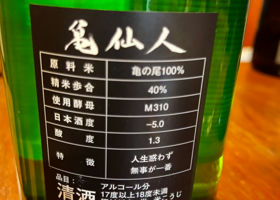 亀仙人
原料米 亀の尾100%
精米歩合 40%
使用酵母 M310
日本酒度 -5.0
酸度 1.3
特徴 人生惑わず
無事が一番
品目:
清酒
アルコール分
17度以上18度未満